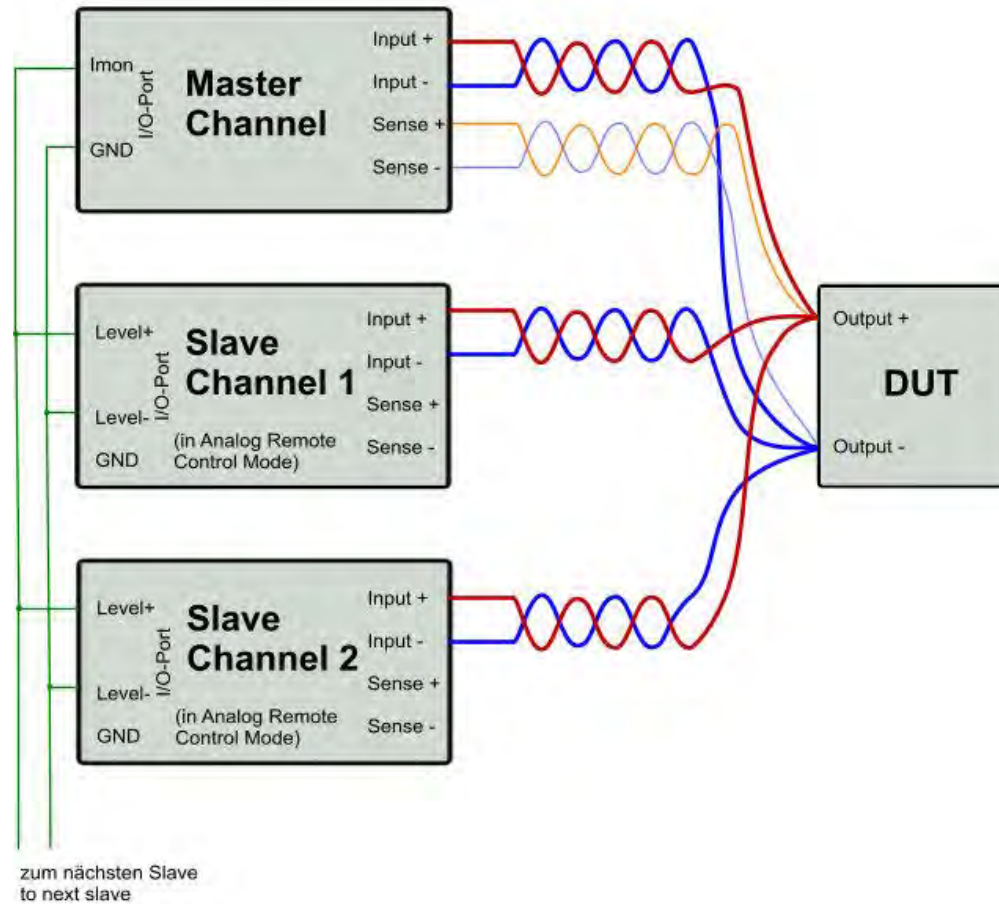 Imon
GND
I/O-Port
Master
Channel
Input +
Input -
Sense +
Sense -
Level+
Level-
GND
I/O-Port
Slave
Channel 1
(in Analog Remote
Control Mode)
Input +
Input -
Sense +
Sense -
Output +
DUT
Output -
Level+
Level-
GND
I/O-Port
Slave
Channel 2
(in Analog Remote
Control Mode)
Input +
Input -
Sense +
Sense -
zum nächsten Slave
to next slave